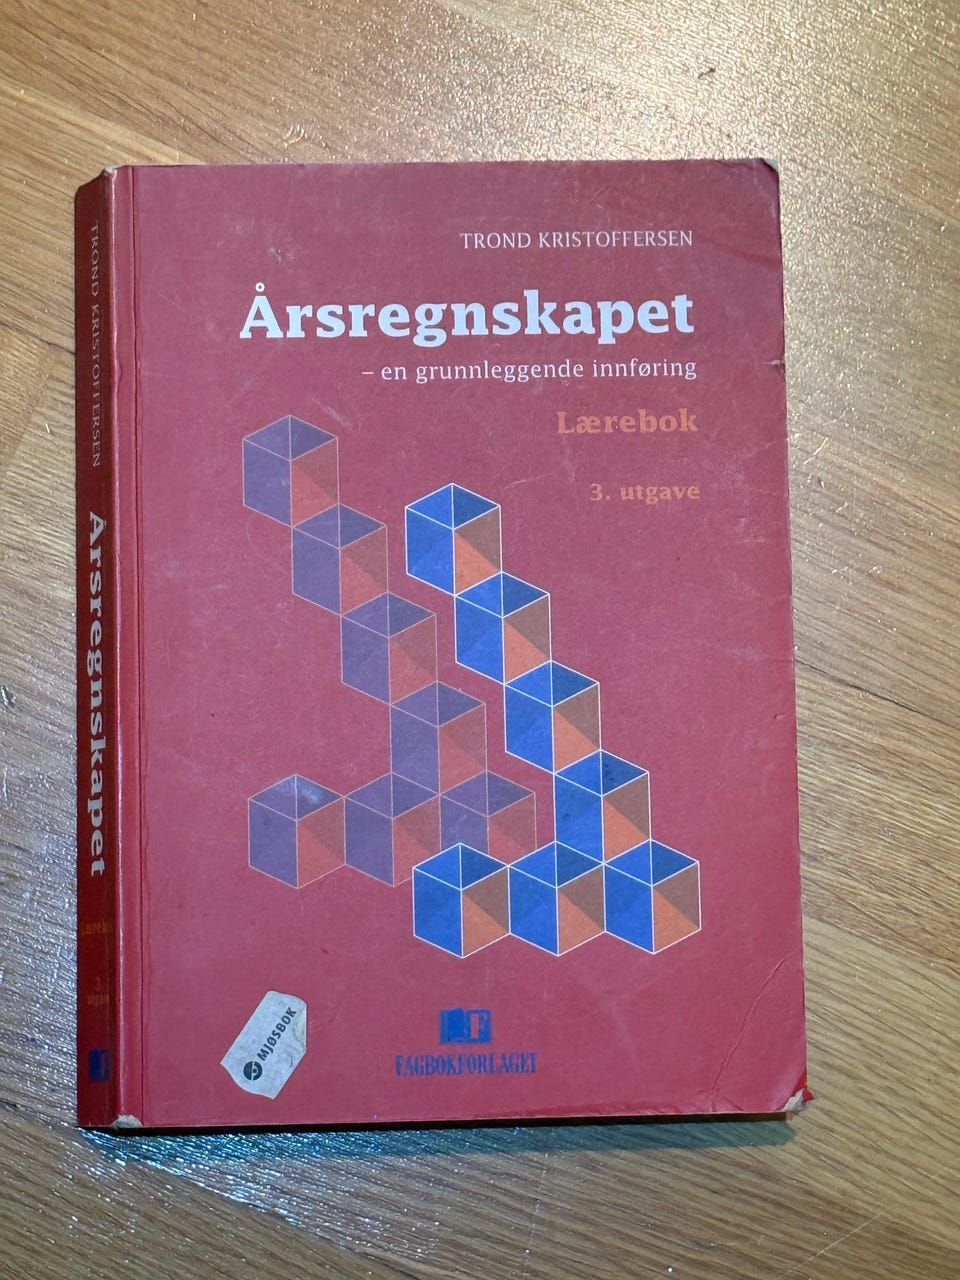 TROND KRISTOFFERSEN
Årsregnskapet
– en grunnleggende innføring
Lærebok
3. utgave
MJØSBOK
F
FAGBOKFORLAGET
TROND KRISTOFFERSEN
Årsregnskapet
Lærebok
3.
utgave